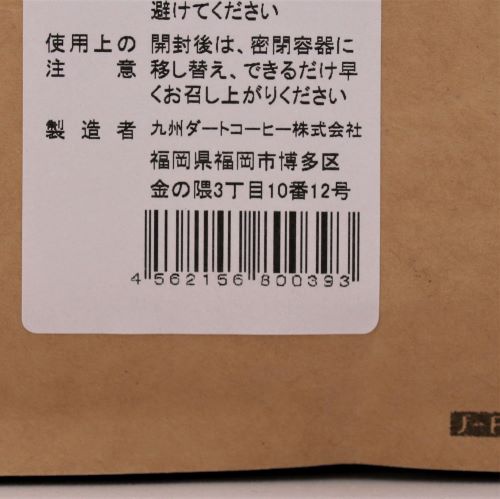 避けてください
使用上の注意 開封後は、密閉容器に
移し替え、できるだけ早
くお召し上がりください
製造者 九州ダートコーヒー株式会社
福岡県福岡市博多区
金の隈3丁目10番12号
4562156800393